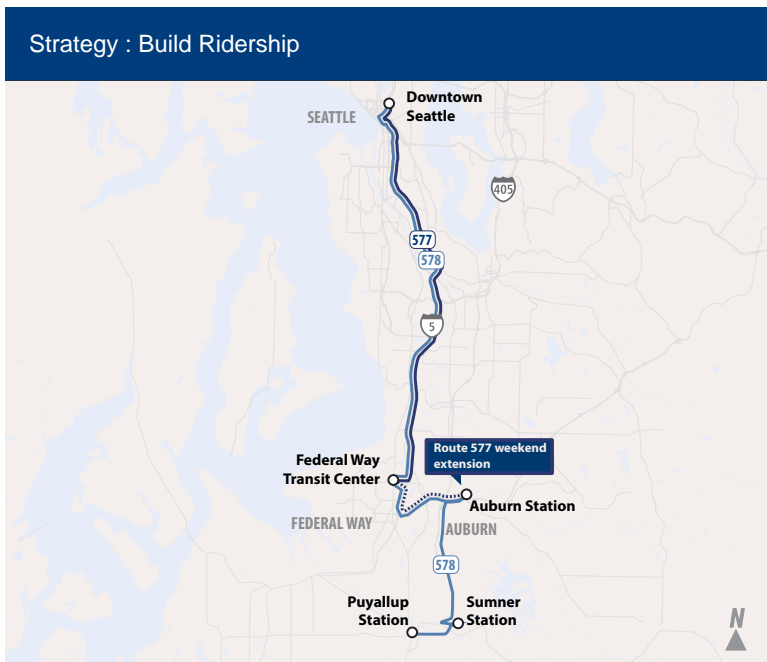 Strategy : Build Ridership
Downtown
Seattle
SEATTLE
405
577
578
5
Route 577 weekend
extension
Federal Way
Transit Center
Auburn Station
FEDERAL WAY
AUBURN
578
Puyallup
Station
Sumner
Station
N